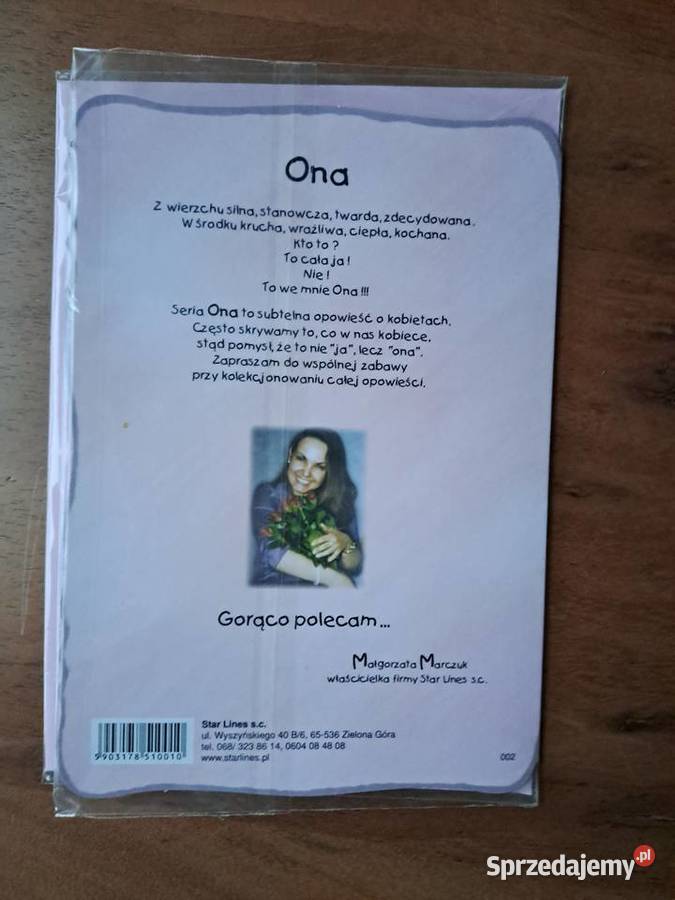 Ona
Z wierzchu silna, stanowcza, twarda, zdecydowana.
W środku krucha, wrażliwa, ciepła, kochana.
Kto to ?
To cała ja !
Nie !
To we mnie Ona !!!
Seria Ona to subtelna opowieść o kobietach.
Często skrywamy to, co w nas kobiece,
stąd pomysł, że to nie "ja", lecz "ona".
Zapraszam do wspólnej zabawy
przy kolekcjonowaniu całej opowieści.
Gorąco polecam...
Małgorzata Marczuk
właścicielka firmy Star Lines s.c.
Star Lines s.c.
ul. Wyszyńskiego 40 B/6, 65-536 Zielona Góra
tel. 068/ 323 86 14, 0604 08 48 08
www.starlines.pl
5903178510010
002
Sprzedajemy.pl